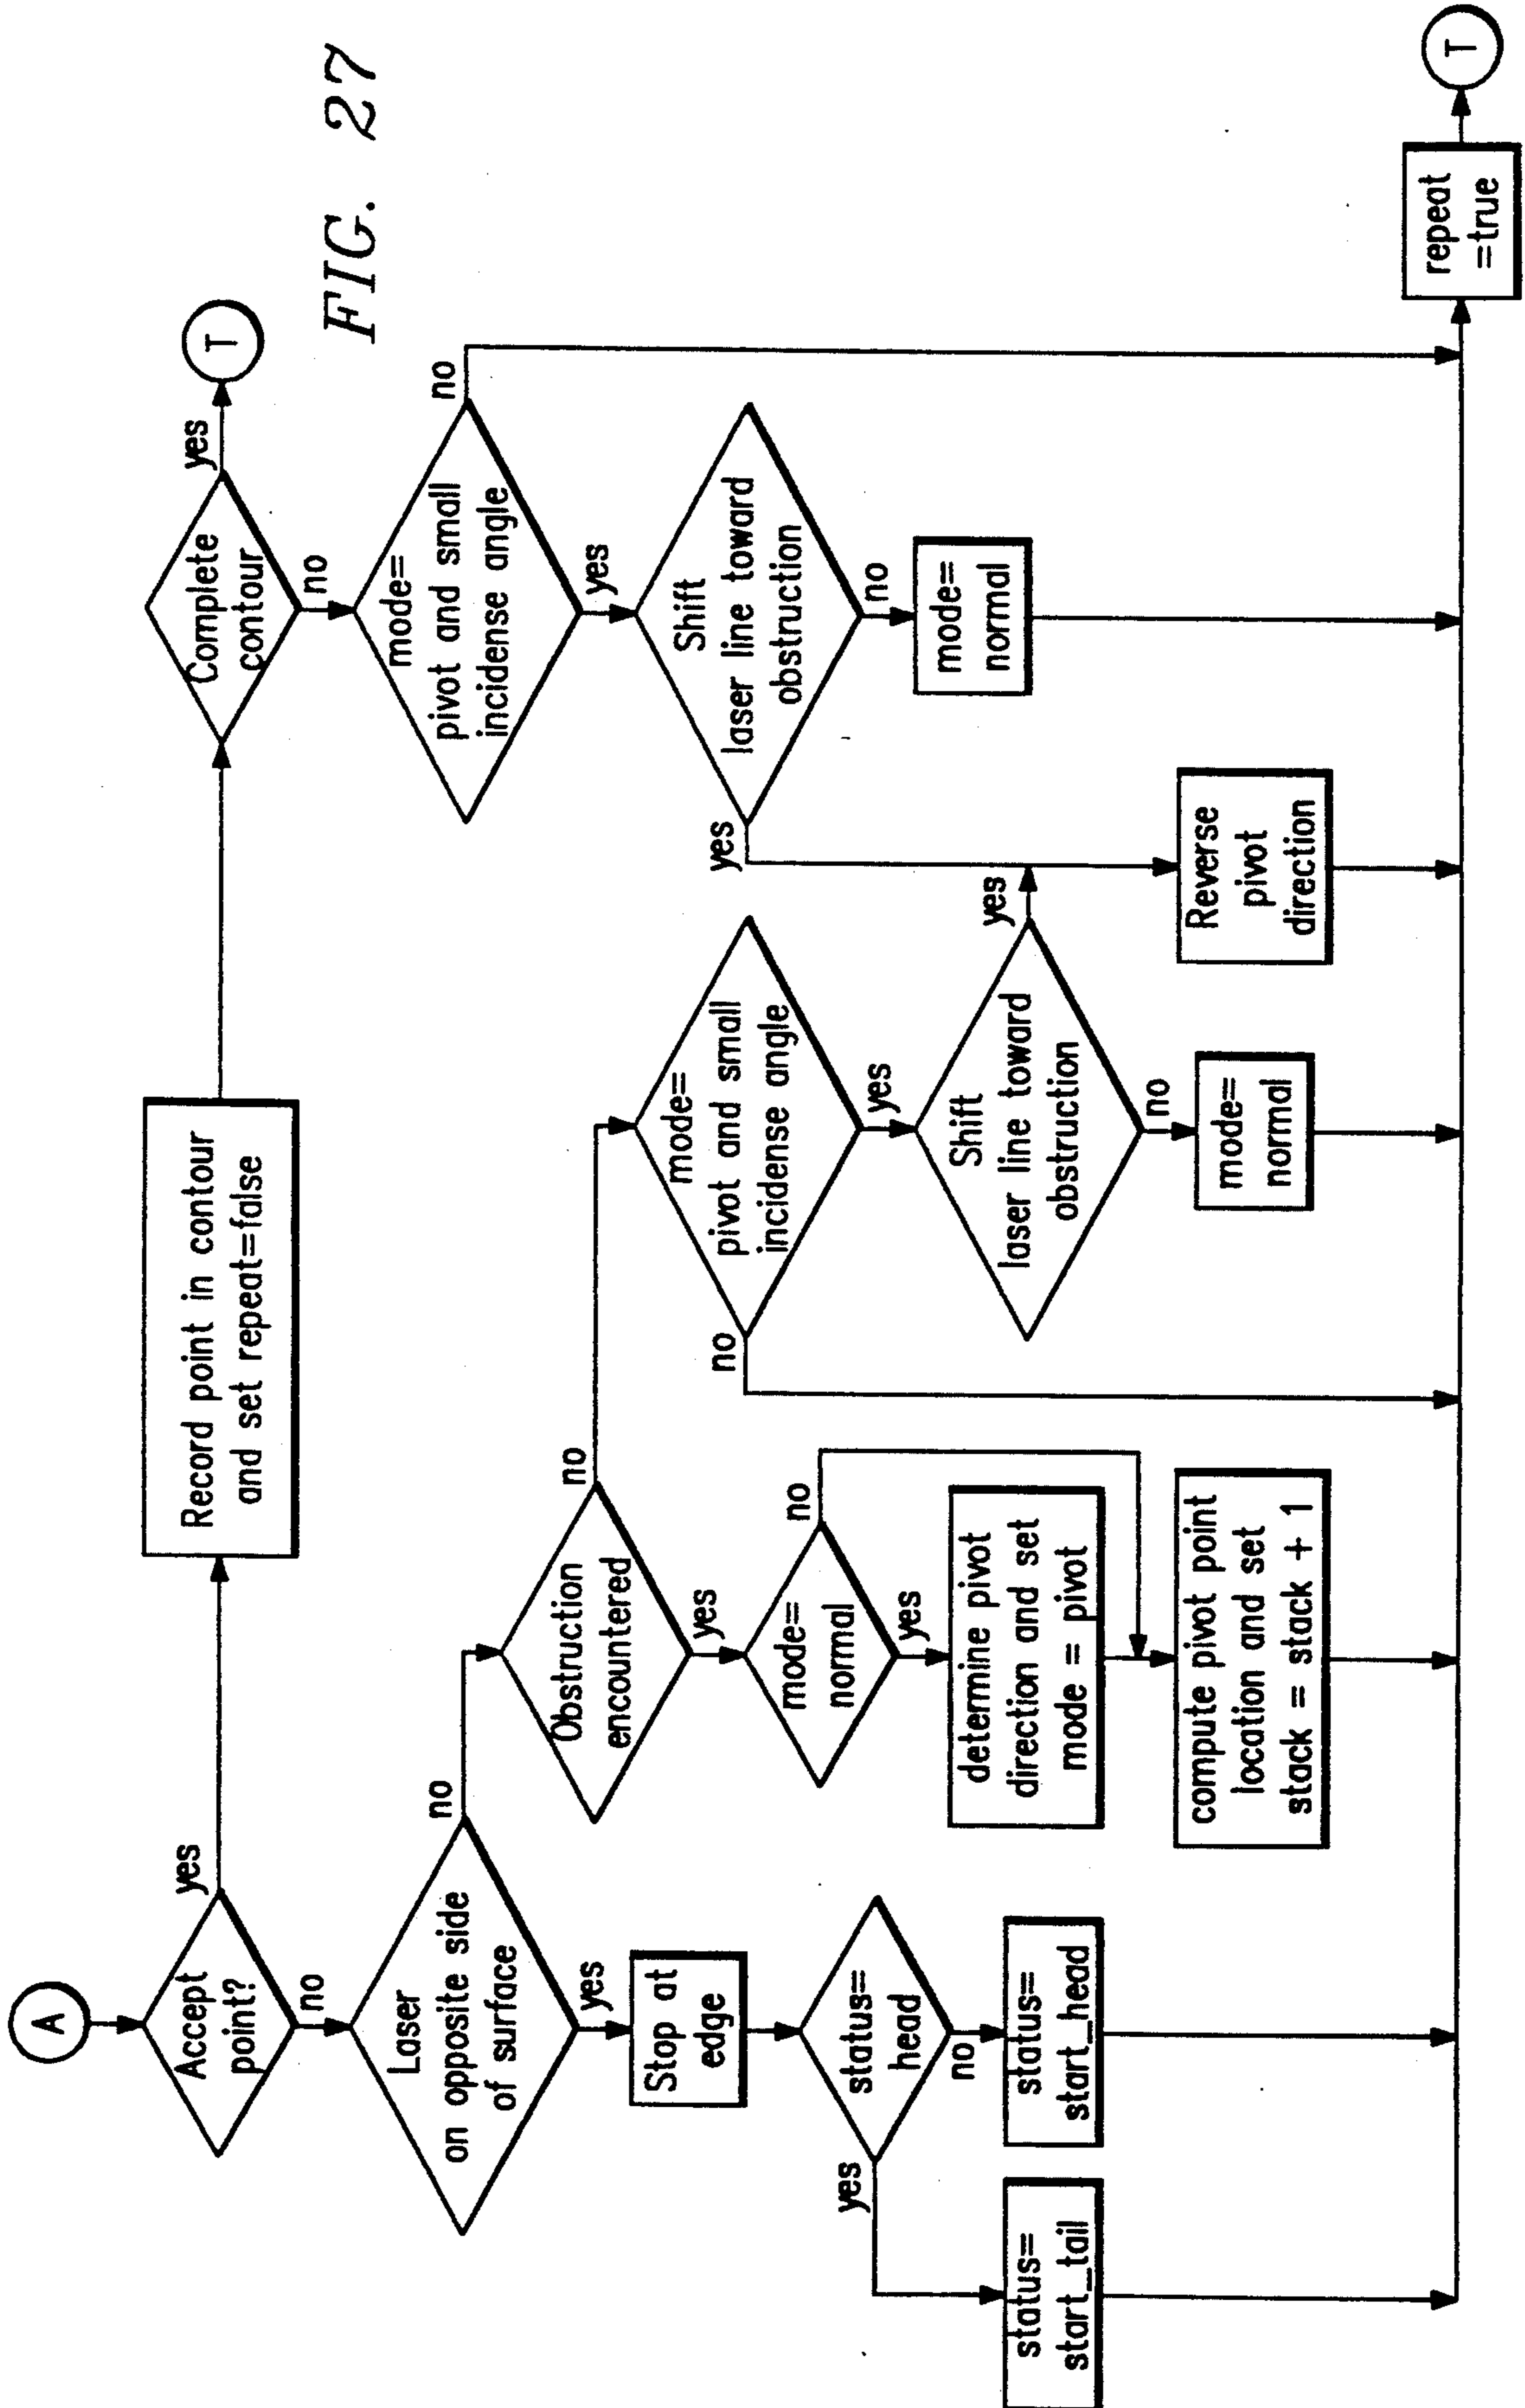 FIG. 27
A
Accept
point?
yes
no
Record point in contour
and set repeat=false
Complete
contour
yes
T
no
mode=
pivot and small
incidense angle
no
yes
Shift
laser line toward
obstruction
yes
no
mode=
normal
Laser
on opposite side
of surface
no
yes
Stop at
edge
status=
head
yes
no
status=
start_tail
status=
start_head
Obstruction
encountered
no
yes
mode=
normal
no
yes
determine pivot
direction and set
mode = pivot
compute pivot point
location and set
stack = stack + 1
mode=
pivot and small
incidense angle
no
yes
Shift
laser line toward
obstruction
yes
no
mode=
normal
Reverse
pivot
direction
repeat
=true
T